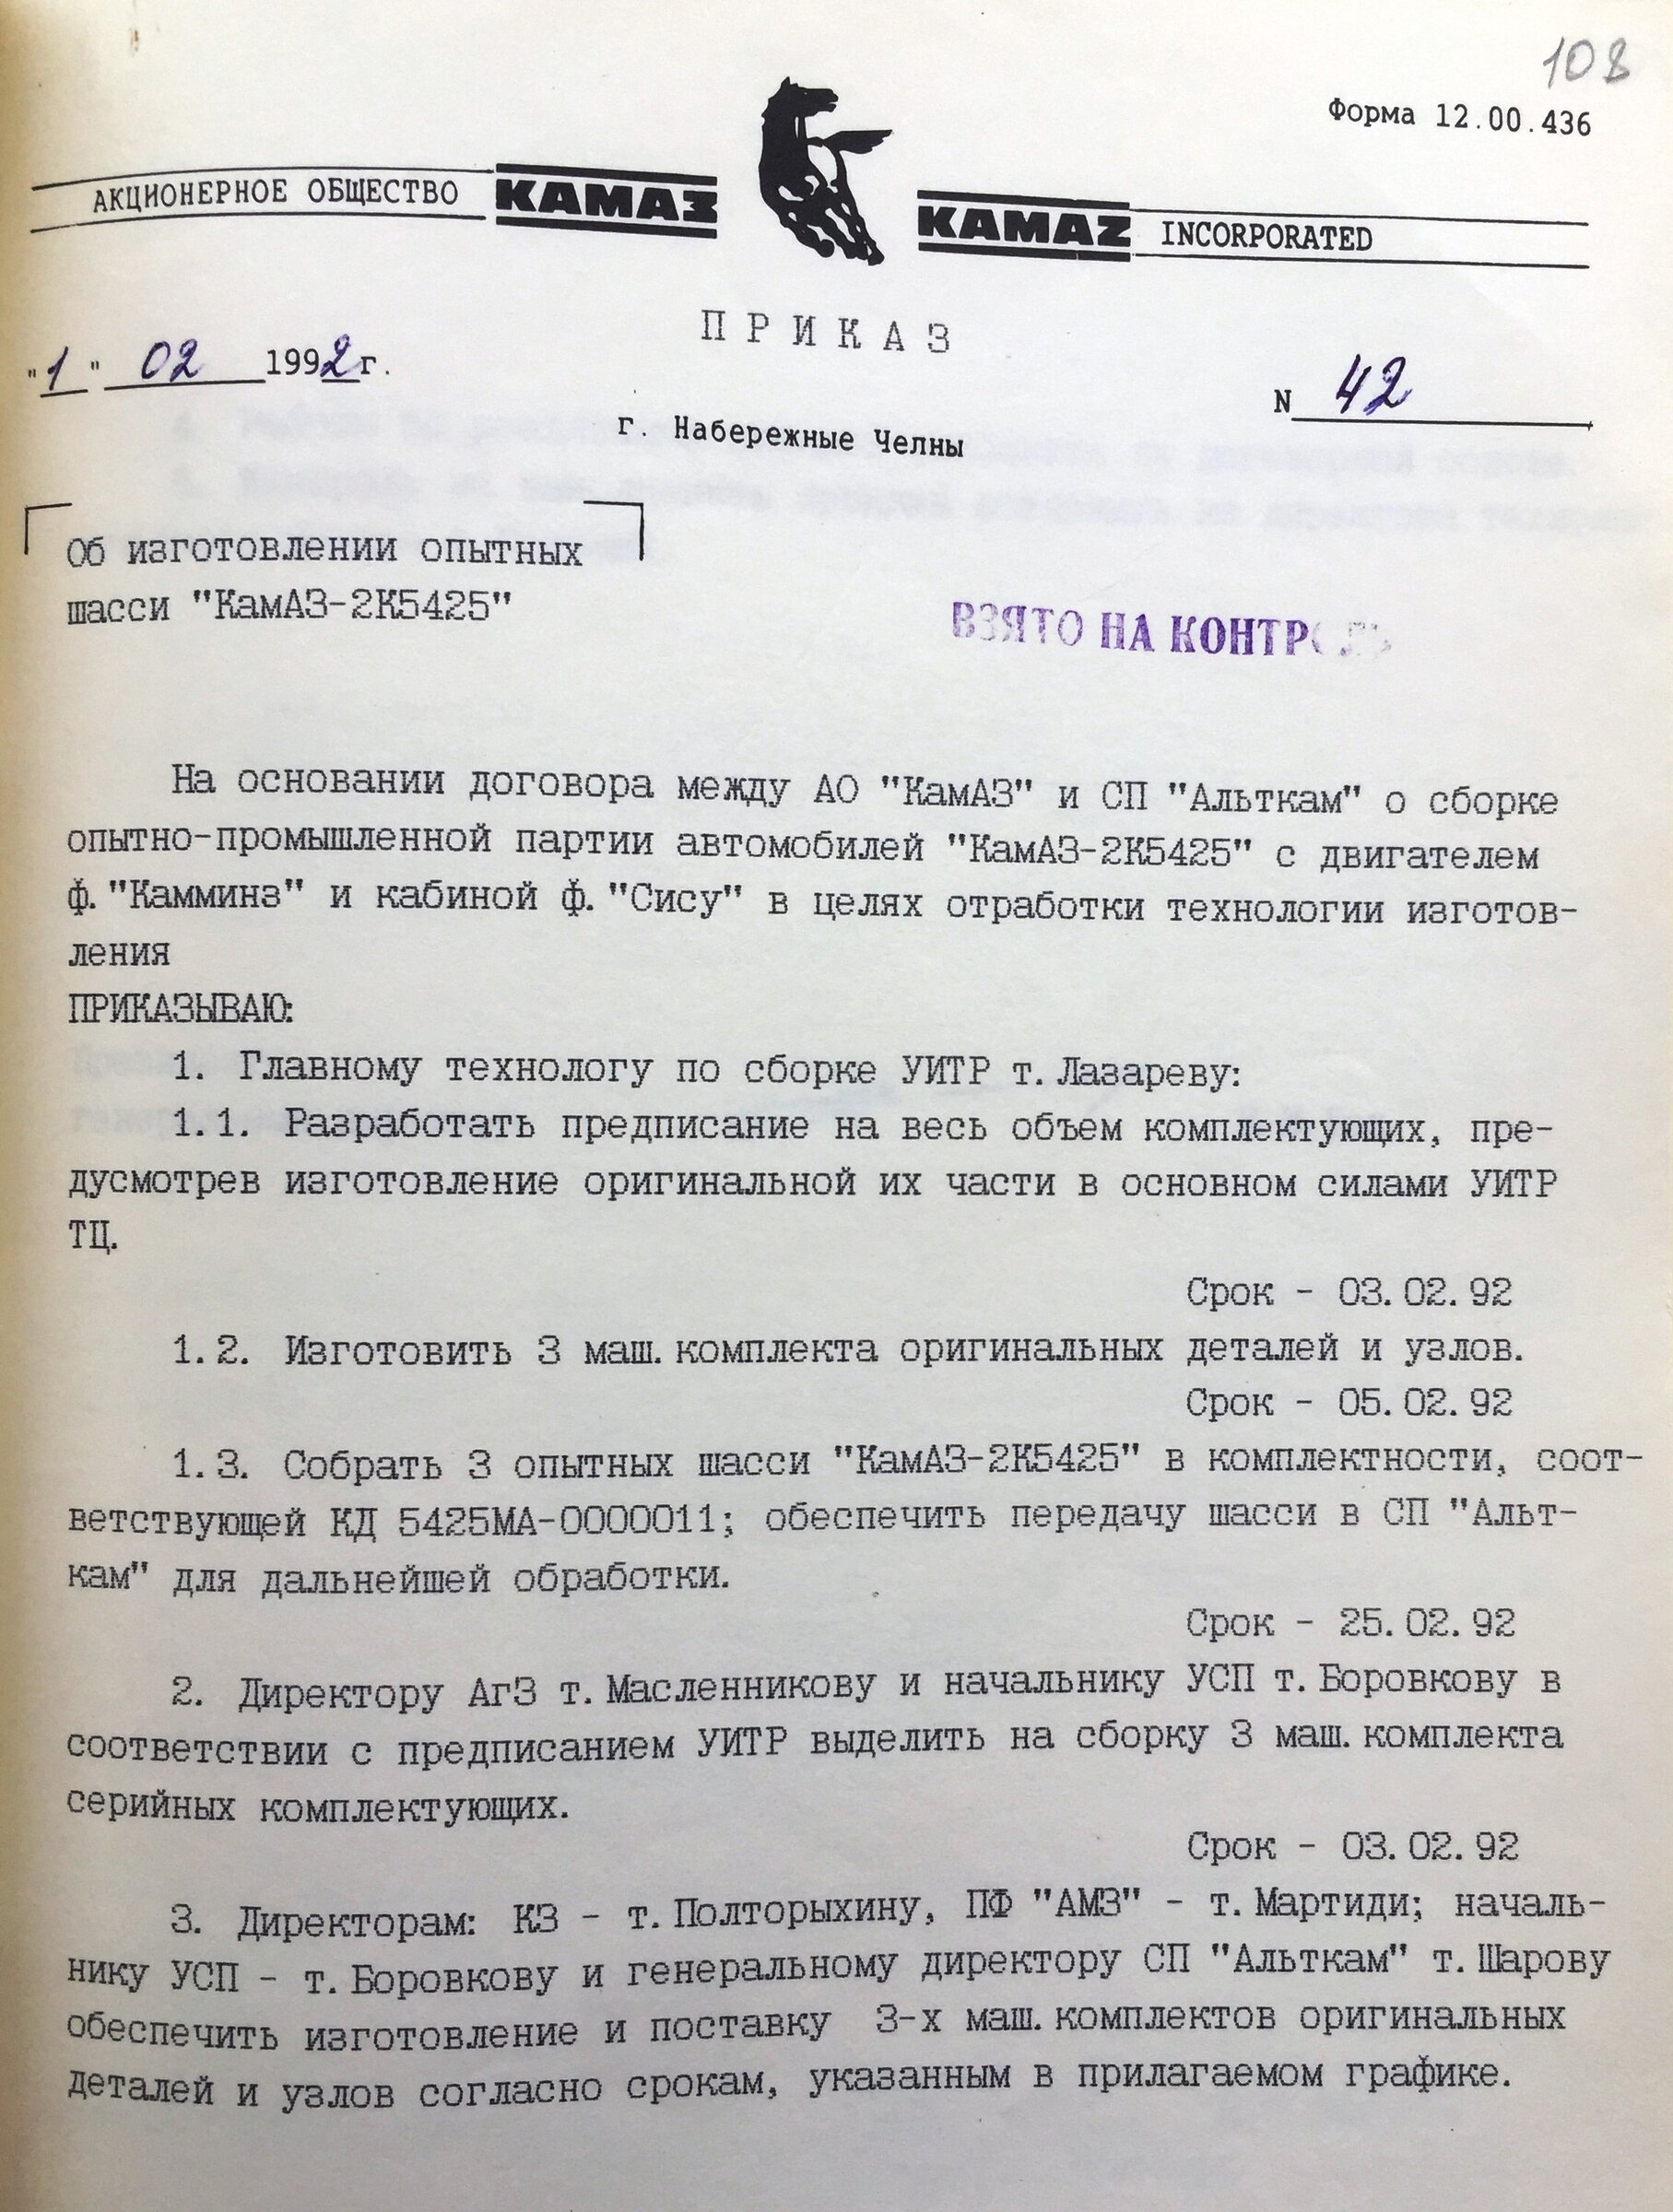 108
Форма 12.00.436
АКЦИОНЕРНОЕ ОБЩЕСТВО КАМАЗ KAMAZ INCORPORATED
ПРИКАЗ
"1" 02 1992г.
N 42
г. Набережные Челны
Об изготовлении опытных
шасси "КамАЗ-2К5425"
ВЗЯТО НА КОНТРОЛЬ
На основании договора между АО "КамАЗ" и СП "Альткам" о сборке
опытно-промышленной партии автомобилей "КамАЗ-2К5425" с двигателем
ф. "Камминз" и кабиной ф. "Сису" в целях отработки технологии изготов-
ления
ПРИКАЗЫВАЮ:
1. Главному технологу по сборке УИТР т. Лазареву:
1.1. Разработать предписание на весь объем комплектующих, пре-
дусмотрев изготовление оригинальной их части в основном силами УИТР
ТЦ.
Срок - 03.02.92
1.2. Изготовить 3 маш. комплекта оригинальных деталей и узлов.
Срок - 05.02.92
1.3. Собрать 3 опытных шасси "КамАЗ-2К5425" в комплектности, соот-
ветствующей КД 5425МА-0000011; обеспечить передачу шасси в СП "Альт-
кам" для дальнейшей обработки.
Срок - 25.02.92
2. Директору АгЗ т. Масленникову и начальнику УСП т. Боровкову в
соответствии с предписанием УИТР выделить на сборку 3 маш. комплекта
серийных комплектующих.
Срок - 03.02.92
3. Директорам: КЗ - т. Полторыхину, ПФ "АМЗ" - т. Мартиди; началь-
нику УСП - т. Боровкову и генеральному директору СП "Альткам" т. Шарову
обеспечить изготовление и поставку 3-х маш. комплектов оригинальных
деталей и узлов согласно срокам, указанным в прилагаемом графике.